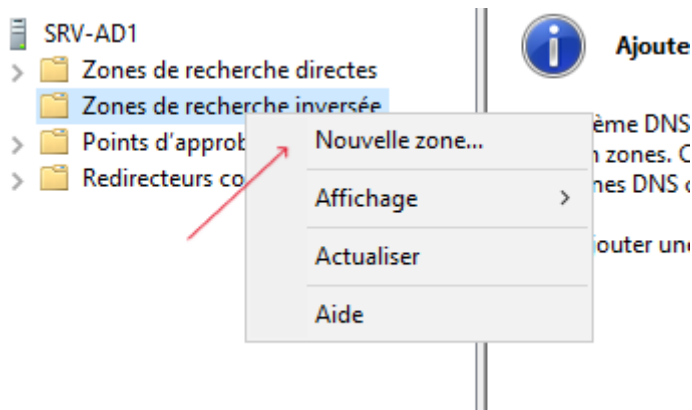 SRV-AD1
Zones de recherche directes
Zones de recherche inversée
Points d'approb
Redirecteurs co
Nouvelle zone...
Affichage
Actualiser
Aide
Ajoute
ème DNS
zones. C
nes DNS
jouter une